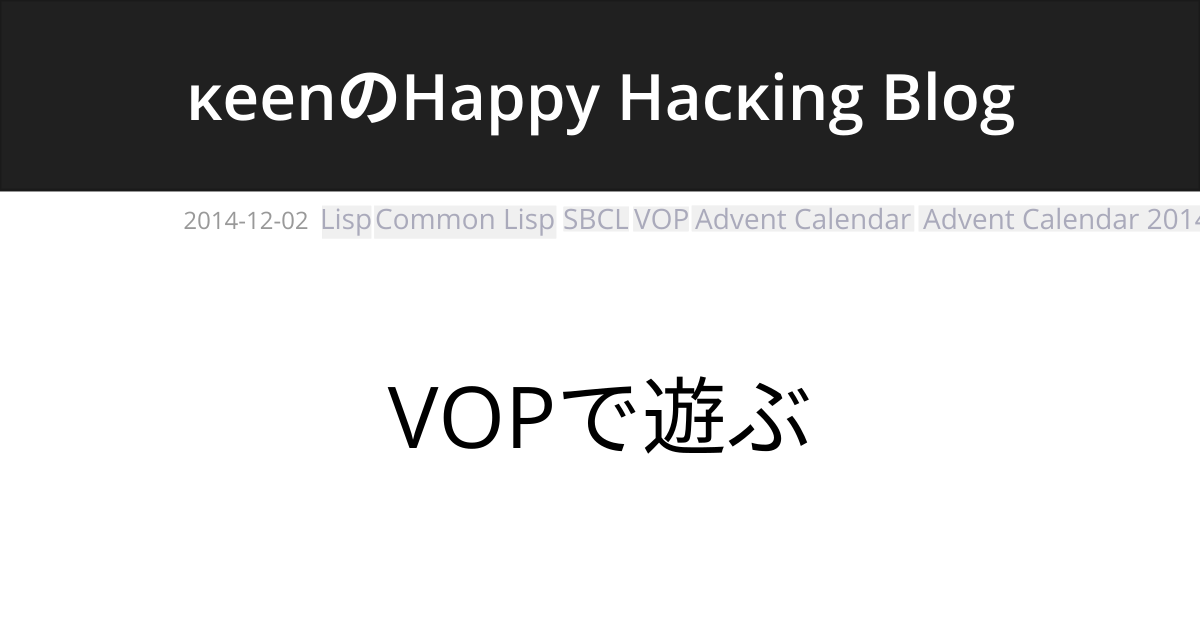 κeenのHappy Hacκing Blog
2014-12-02 Lisp Common Lisp SBCL VOP Advent Calendar Advent Calendar 2014
VOPで遊ぶ